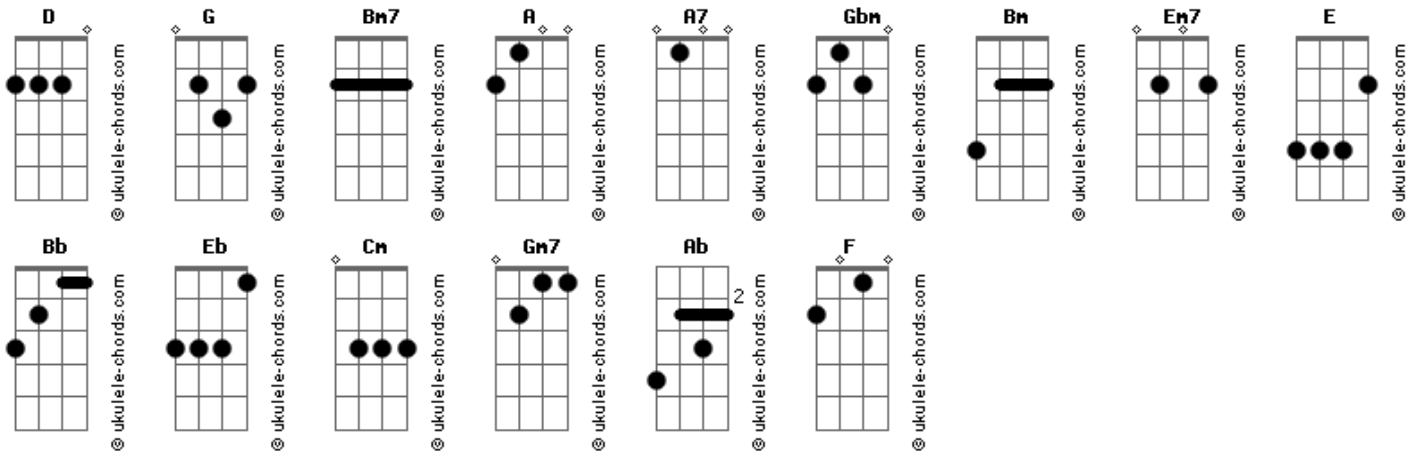 D G Bm7 A A7 Gbm Bm Em7 E
© ukulele-chords.com © ukulele-chords.com © ukulele-chords.com © ukulele-chords.com © ukulele-chords.com © ukulele-chords.com © ukulele-chords.com © ukulele-chords.com © ukulele-chords.com
Bb Eb Cm Gm7 Ab F
2
© ukulele-chords.com © ukulele-chords.com © ukulele-chords.com © ukulele-chords.com © ukulele-chords.com © ukulele-chords.com